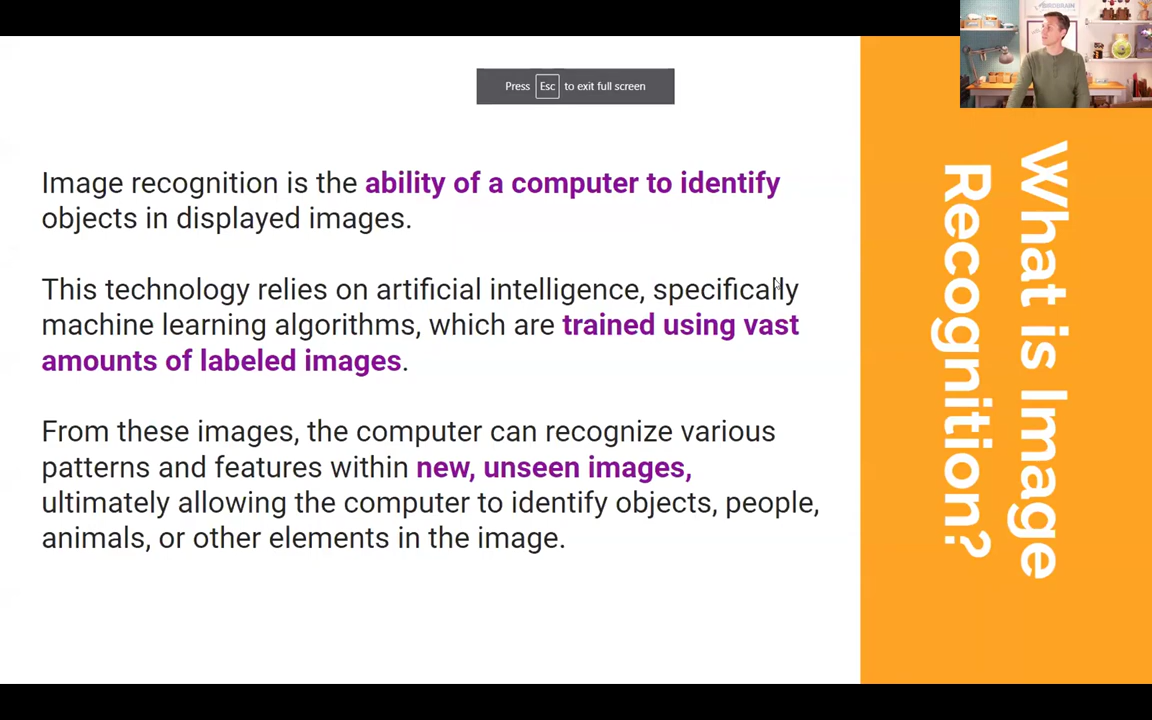 Press Esc to exit full screen
Image recognition is the ability of a computer to identify
objects in displayed images.
This technology relies on artificial intelligence, specifically
machine learning algorithms, which are trained using vast
amounts of labeled images.
From these images, the computer can recognize various
patterns and features within new, unseen images,
ultimately allowing the computer to identify objects, people,
animals, or other elements in the image.
What is Image
Recognition?